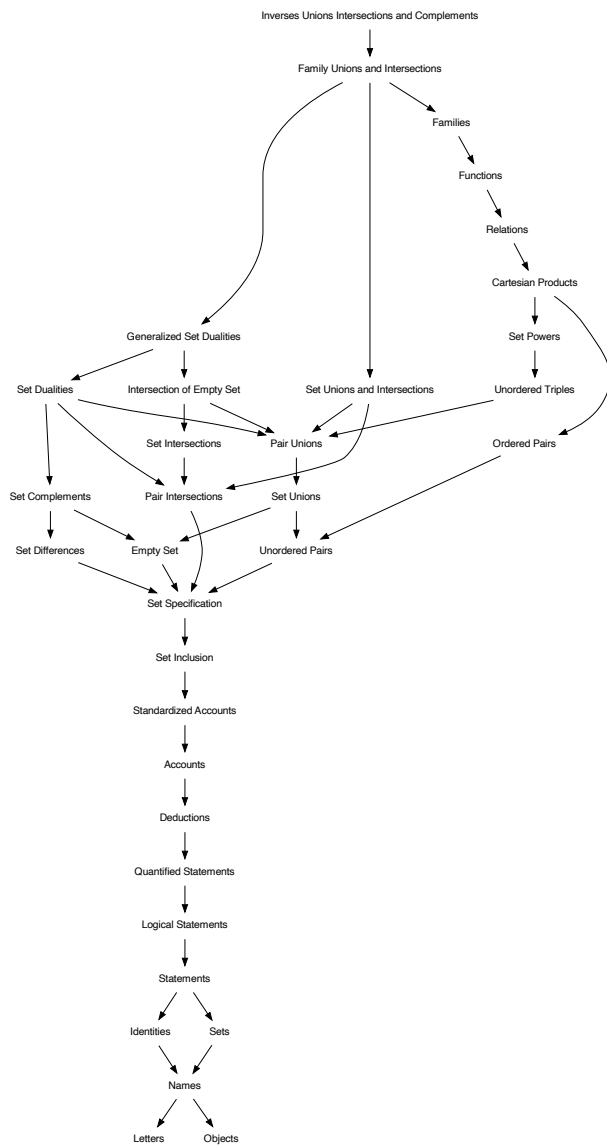 Inverses Unions Intersections and Complements
Family Unions and Intersections
Families
Functions
Relations
Cartesian Products
Generalized Set Dualities
Set Powers
Set Dualities
Intersection of Empty Set
Set Unions and Intersections
Unordered Triples
Set Intersections
Pair Unions
Ordered Pairs
Set Complements
Pair Intersections
Set Unions
Set Differences
Empty Set
Unordered Pairs
Set Specification
Set Inclusion
Standardized Accounts
Accounts
Deductions
Quantified Statements
Logical Statements
Statements
Identities
Sets
Names
Letters
Objects